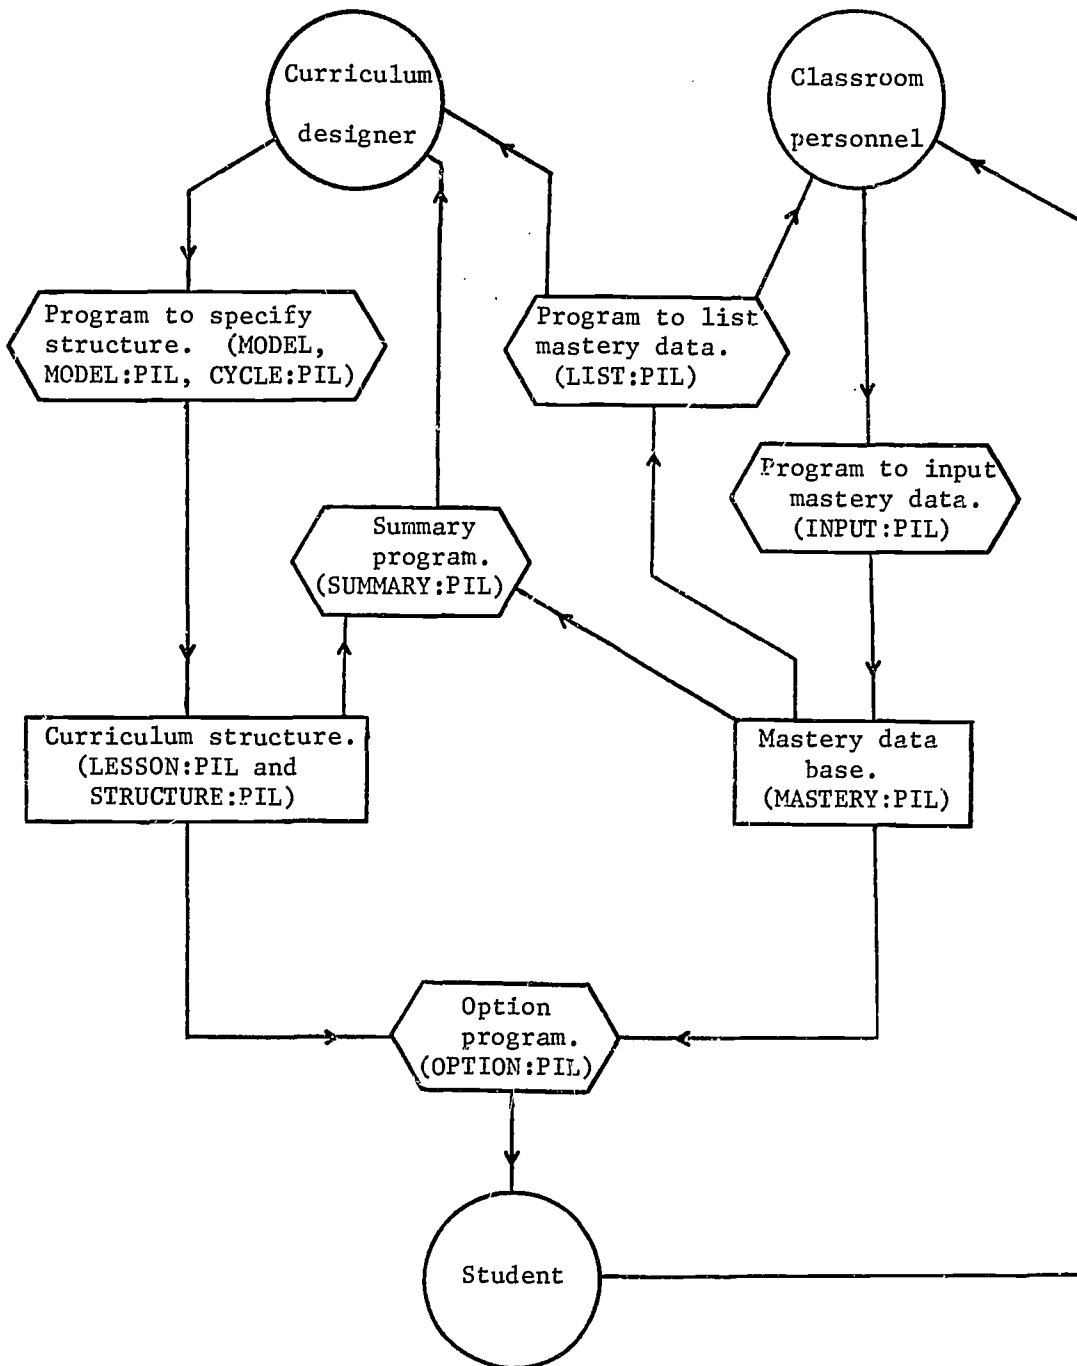 Curriculum
designer
Classroom
personnel
Program to specify
structure. (MODEL,
MODEL:PIL, CYCLE:PIL)
Program to list
mastery data.
(LIST:PIL)
Program to input
mastery data.
(INPUT:PIL)
Summary
program.
(SUMMARY:PIL)
Curriculum structure.
(LESSON:PIL and
STRUCTURE:PIL)
Mastery data
base.
(MASTERY:PIL)
Option
program.
(OPTION:PIL)
Student